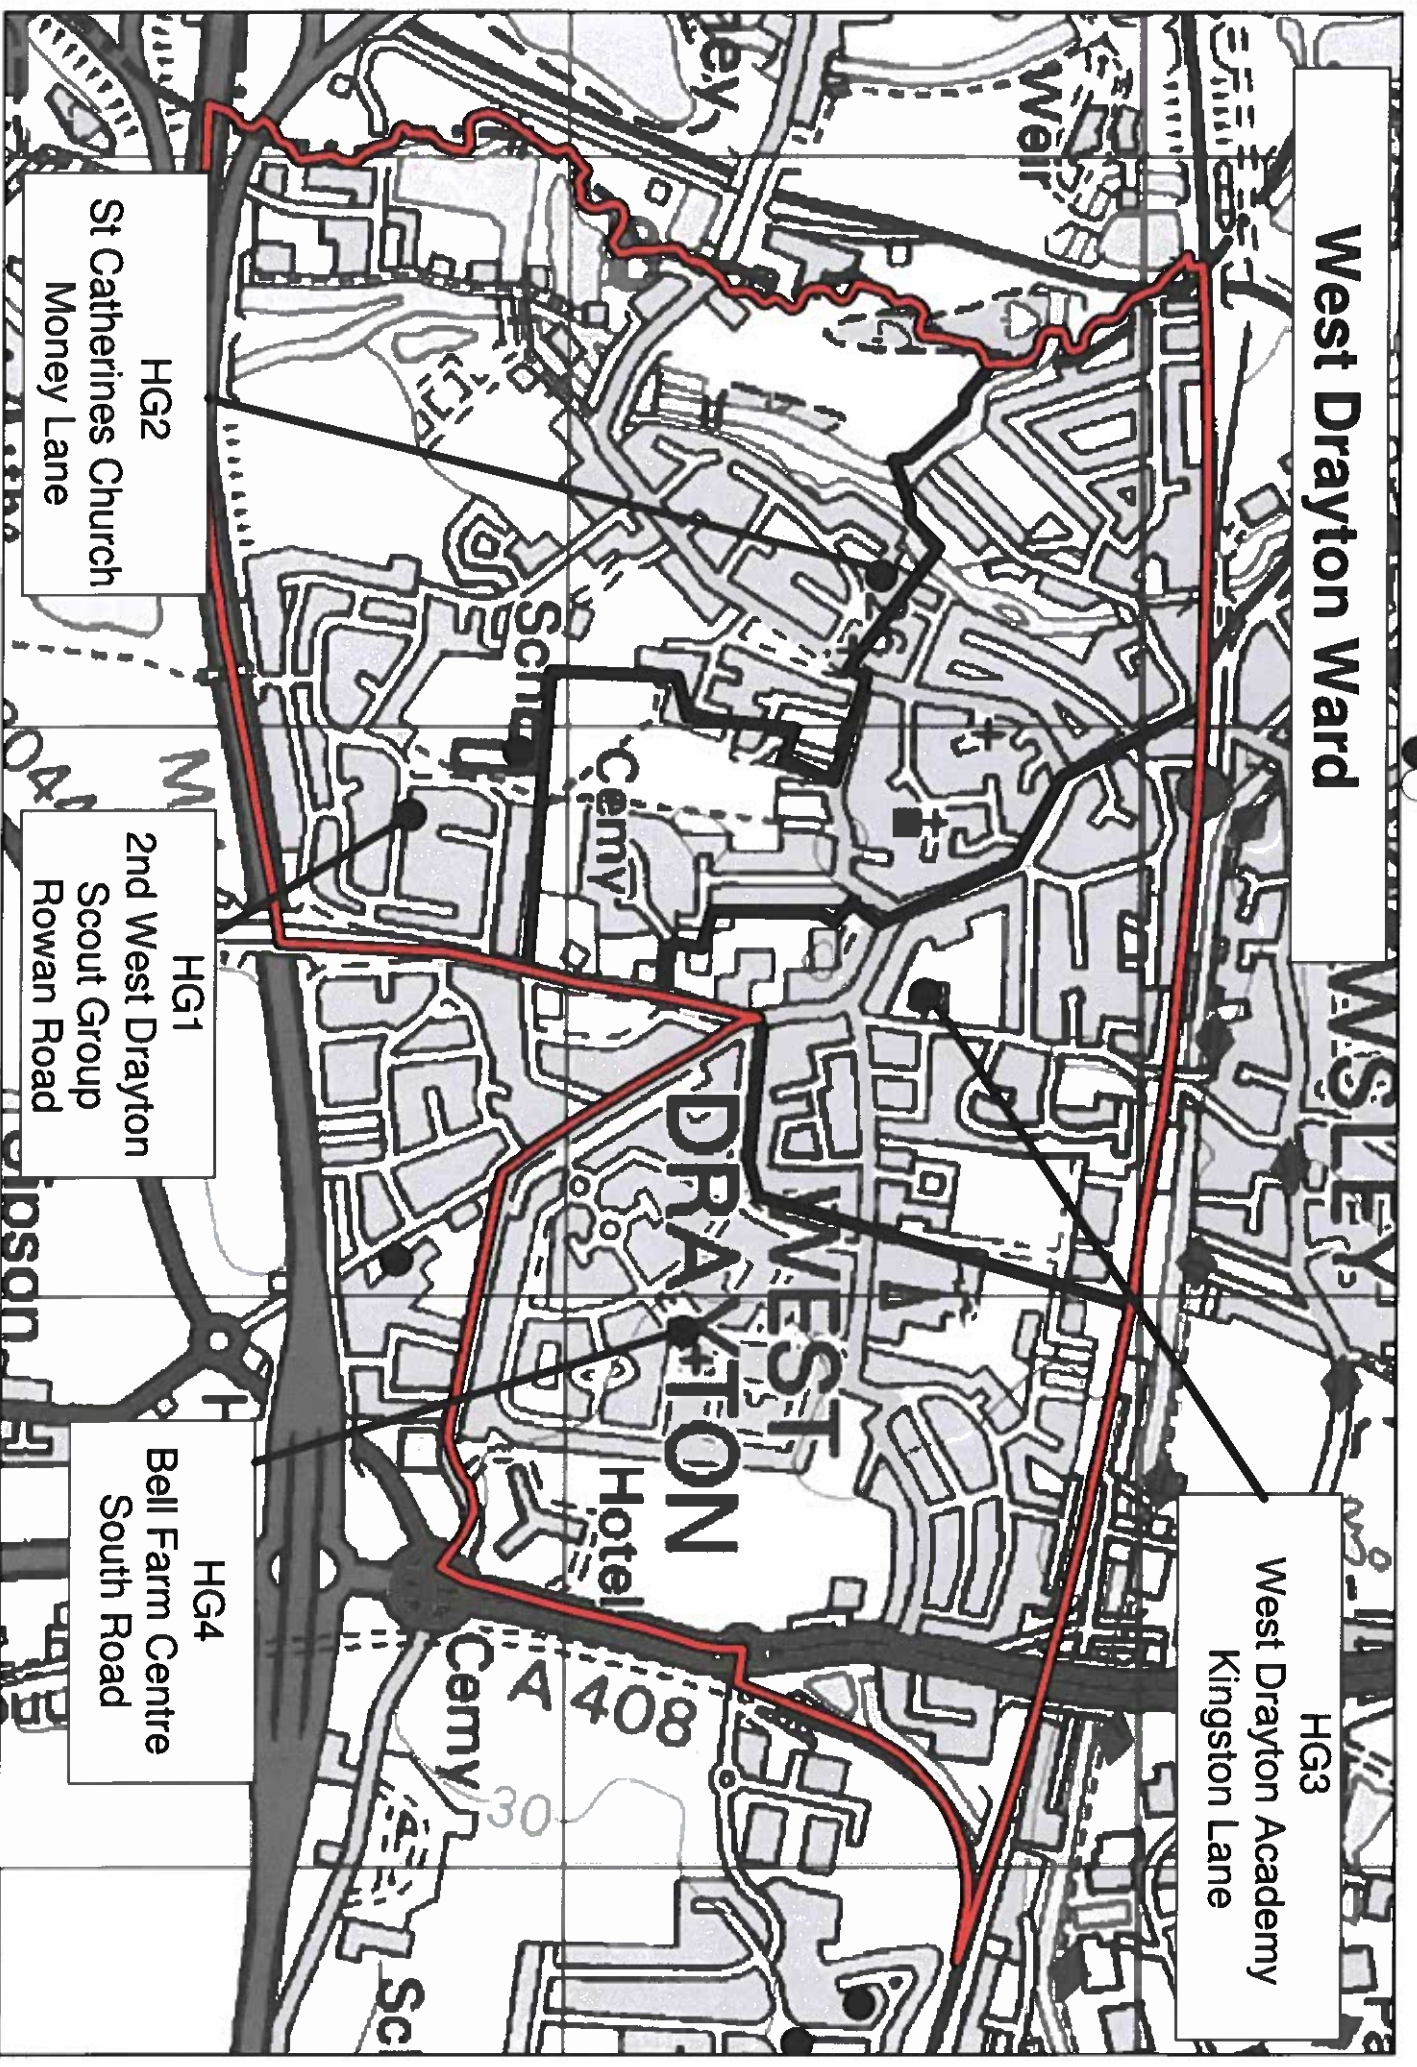 West Drayton Ward
WSLEY
HG3
West Drayton Academy
Kingston Lane
Weir
ey
HG2
St Catherines Church
Money Lane
Sch
Cemy
M
HG1
2nd West Drayton
Scout Group
Rowan Road
WEST
DRAYTON
Hotel
H
HG4
Bell Farm Centre
South Road
A 408
Cemy
30